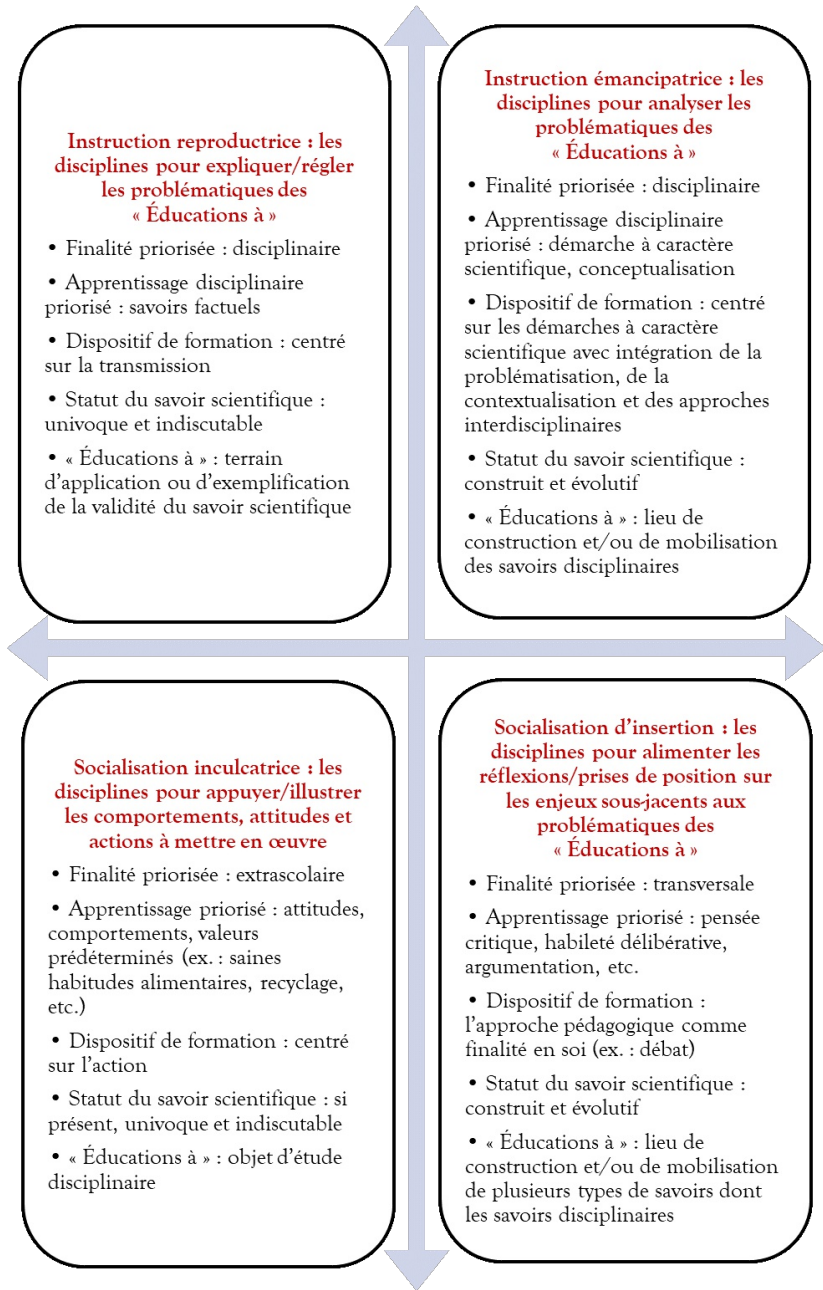 Instruction reproductrice : les
disciplines pour expliquer/régler
les problématiques des
« Éducations à »
• Finalité priorisée : disciplinaire
• Apprentissage disciplinaire
priorisé : savoirs factuels
• Dispositif de formation : centré
sur la transmission
• Statut du savoir scientifique :
univoque et indiscutable
• « Éducations à » : terrain
d’application ou d’exemplification
de la validité du savoir scientifique
Instruction émancipatrice : les
disciplines pour analyser les
problématiques des
« Éducations à »
• Finalité priorisée : disciplinaire
• Apprentissage disciplinaire
priorisé : démarche à caractère
scientifique, conceptualisation
• Dispositif de formation : centré
sur les démarches à caractère
scientifique avec intégration de la
problématisation, de la
contextualisation et des approches
interdisciplinaires
• Statut du savoir scientifique :
construit et évolutif
• « Éducations à » : lieu de
construction et/ou de mobilisation
des savoirs disciplinaires
Socialisation inculcatrice : les
disciplines pour appuyer/illustrer
les comportements, attitudes et
actions à mettre en œuvre
• Finalité priorisée : extrascolaire
• Apprentissage priorisé : attitudes,
comportements, valeurs
prédéterminés (ex. : saines
habitudes alimentaires, recyclage,
etc.)
• Dispositif de formation : centré
sur l’action
• Statut du savoir scientifique : si
présent, univoque et indiscutable
• « Éducations à » : objet d’étude
disciplinaire
Socialisation d’insertion : les
disciplines pour alimenter les
réflexions/prises de position sur
les enjeux sous-jacents aux
problématiques des
« Éducations à »
• Finalité priorisée : transversale
• Apprentissage priorisé : pensée
critique, habileté délibérative,
argumentation, etc.
• Dispositif de formation :
l’approche pédagogique comme
finalité en soi (ex. : débat)
• Statut du savoir scientifique :
construit et évolutif
• « Éducations à » : lieu de
construction et/ou de mobilisation
de plusieurs types de savoirs dont
les savoirs disciplinaires